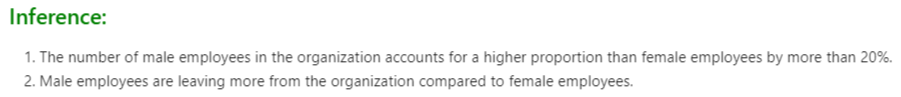 Inference:
1. The number of male employees in the organization accounts for a higher proportion than female employees by more than 20%.
2. Male employees are leaving more from the organization compared to female employees.